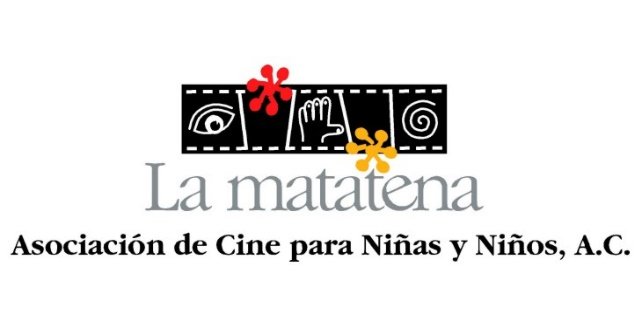 La matatena
Asociación de Cine para Niñas y Niños, A.C.